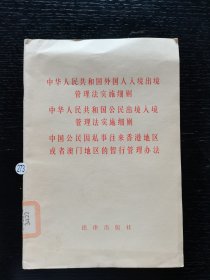 中华人民共和国外国人入境出境
管理法实施细则
中华人民共和国公民出境入境
管理法实施细则
中国公民因私事往来香港地区
或者澳门地区的暂行管理办法
法律出版社